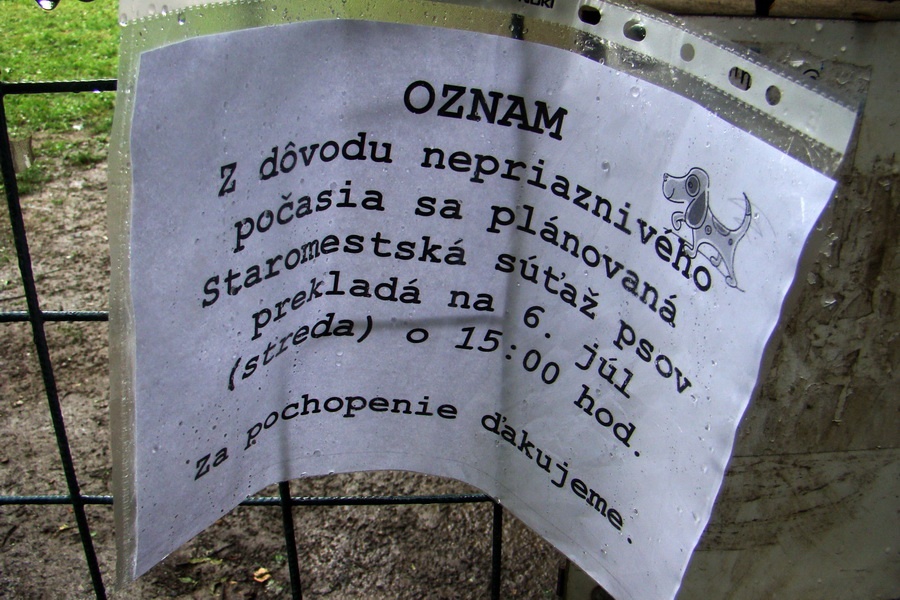 OZNAM
Z dôvodu nepriaznivého
počasia sa plánovaná
Staromestská súťaž psov
prekladá na 6. júl
(streda) o 15:00 hod.
Za pochopenie ďakujeme.